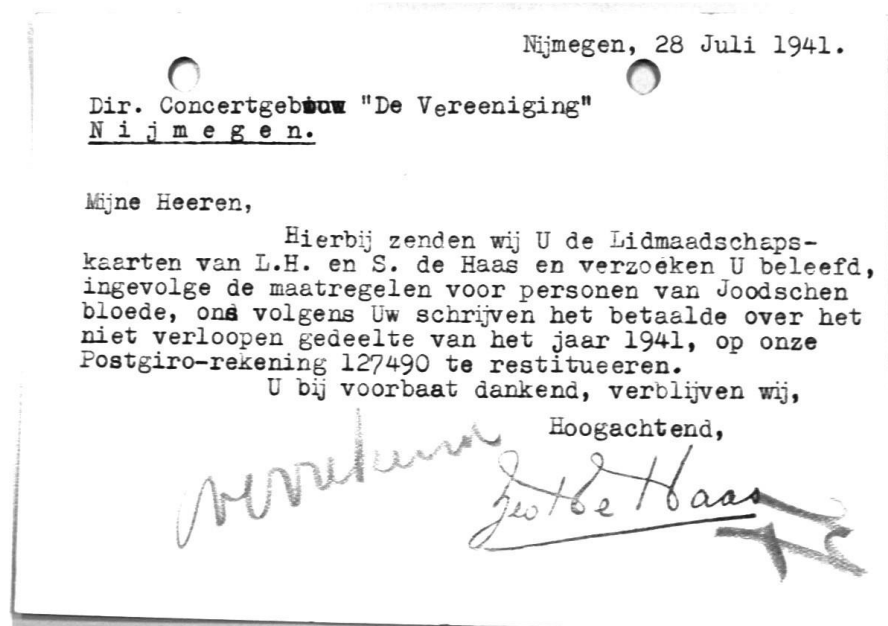 Nijmegen, 28 Juli 1941.
Dir. Concertgebouw "De Vereeniging"
Nijmegen.
Mijne Heeren,
Hierbij zenden wij U de Lidmaadschaps-
kaarten van L.H. en S. de Haas en verzoeken U beleefd,
ingevolge de maatregelen voor personen van Joodschen
bloede, ons volgens Uw schrijven het betaalde over het
niet verloopen gedeelte van het jaar 1941, op onze
Postgiro-rekening 127490 te restitueeren.
U bij voorbaat dankend, verblijven wij,
Hoogachtend,
verrekend
de Haas